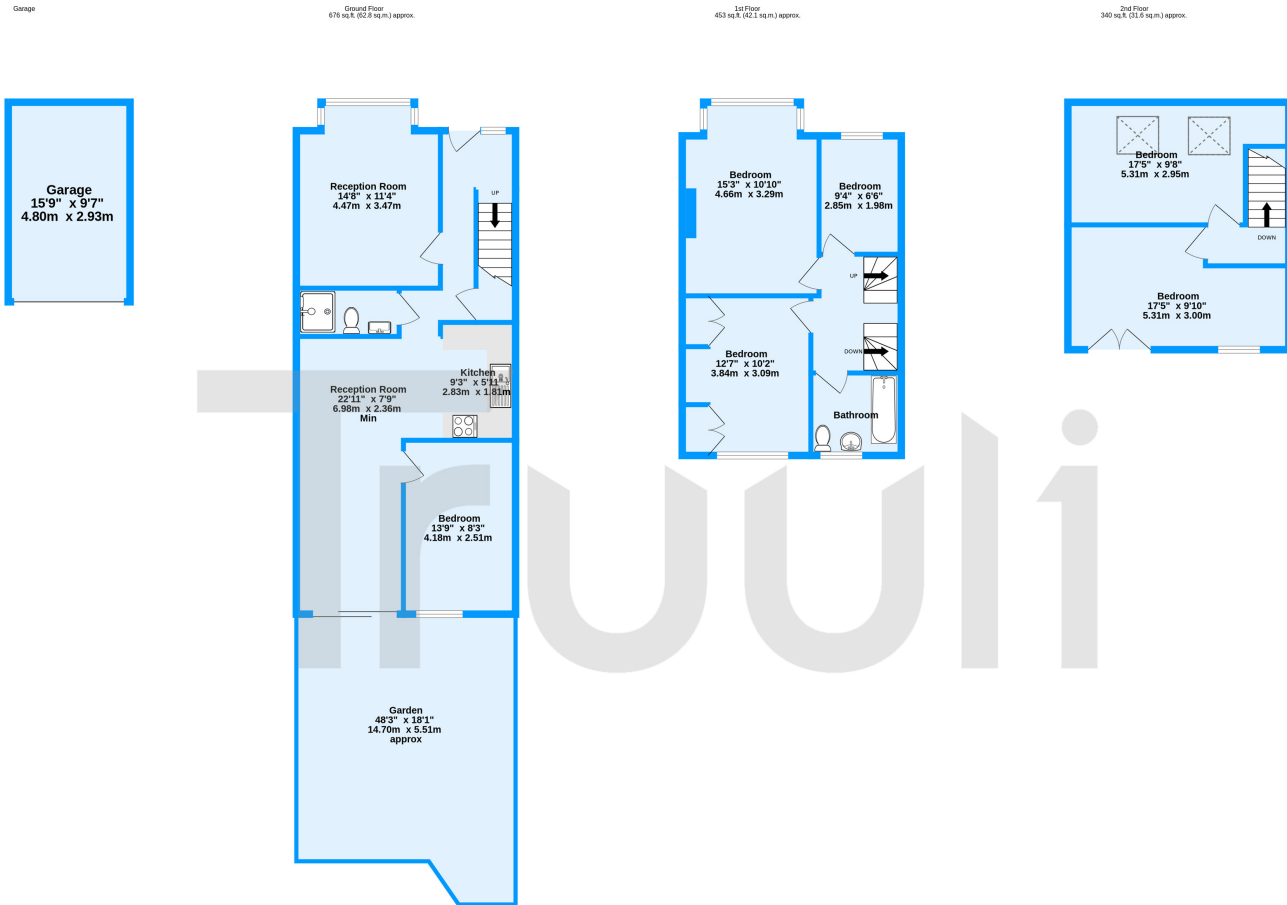 Garage
Ground Floor
676 sq.ft. (62.8 sq.m.) approx.
1st Floor
453 sq.ft. (42.1 sq.m.) approx.
2nd Floor
340 sq.ft. (31.6 sq.m.) approx.
Garage
15'9" x 9'7"
4.80m x 2.93m
Reception Room
14'8" x 11'4"
4.47m x 3.47m
UP
Kitchen
9'3" x 5'11"
2.83m x 1.81m
Reception Room
22'11" x 7'9"
6.98m x 2.36m
Min
Bedroom
13'9" x 8'3"
4.18m x 2.51m
Garden
48'3" x 18'1"
14.70m x 5.51m
approx
Bedroom
15'3" x 10'10"
4.66m x 3.29m
Bedroom
9'4" x 6'6"
2.85m x 1.98m
UP
DOWN
Bedroom
12'7" x 10'2"
3.84m x 3.09m
Bathroom
Bedroom
17'5" x 9'8"
5.31m x 2.95m
DOWN
Bedroom
17'5" x 9'10"
5.31m x 3.00m
Truuli